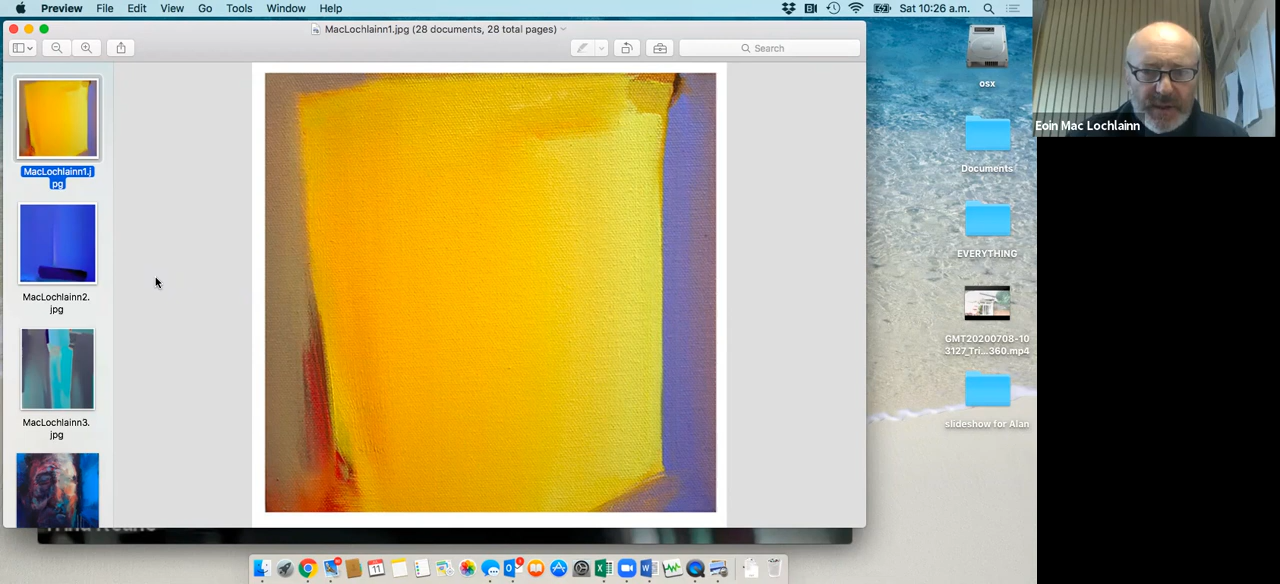 Preview File Edit View Go Tools Window Help Sat 10:26 a.m.
MacLochlainn1.jpg (28 documents, 28 total pages)
Search
MacLochlainn1.j
pg
MacLochlainn2.
jpg
MacLochlainn3.
jpg
osx
Documents
EVERYTHING
GMT20200708-10
3127_Tri...360.mp4
slideshow for Alan
Eoin Mac Lochlainn
11